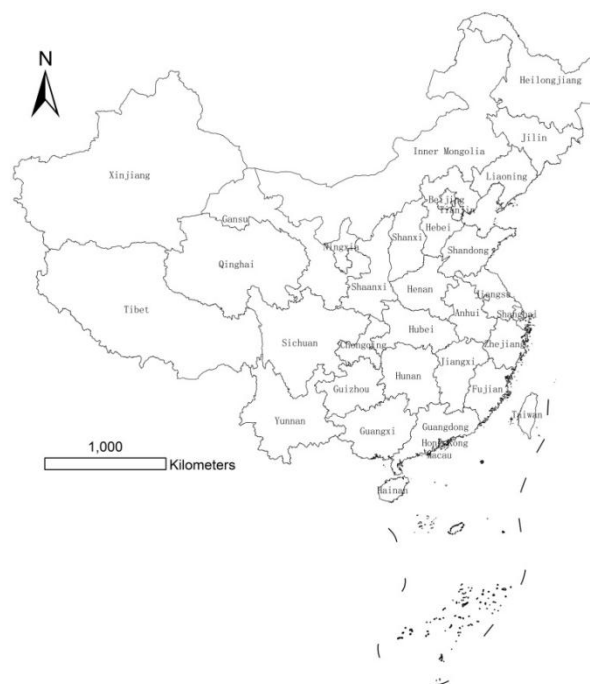 N
Heilongjiang
Jilin
Inner Mongolia
Liaoning
Xinjiang
Beijing
Tianjin
Gansu
Hebei
Shanxi
Ningxia
Shandong
Qinghai
Shaanxi
Henan
Jiangsu
Tibet
Anhui
Shanghai
Hubei
Sichuan
Chongqing
Zhejiang
Jiangxi
Hunan
Guizhou
Fujian
Taiwan
Yunnan
Guangxi
Guangdong
Hong Kong
Macau
1,000
Kilometers
Hainan